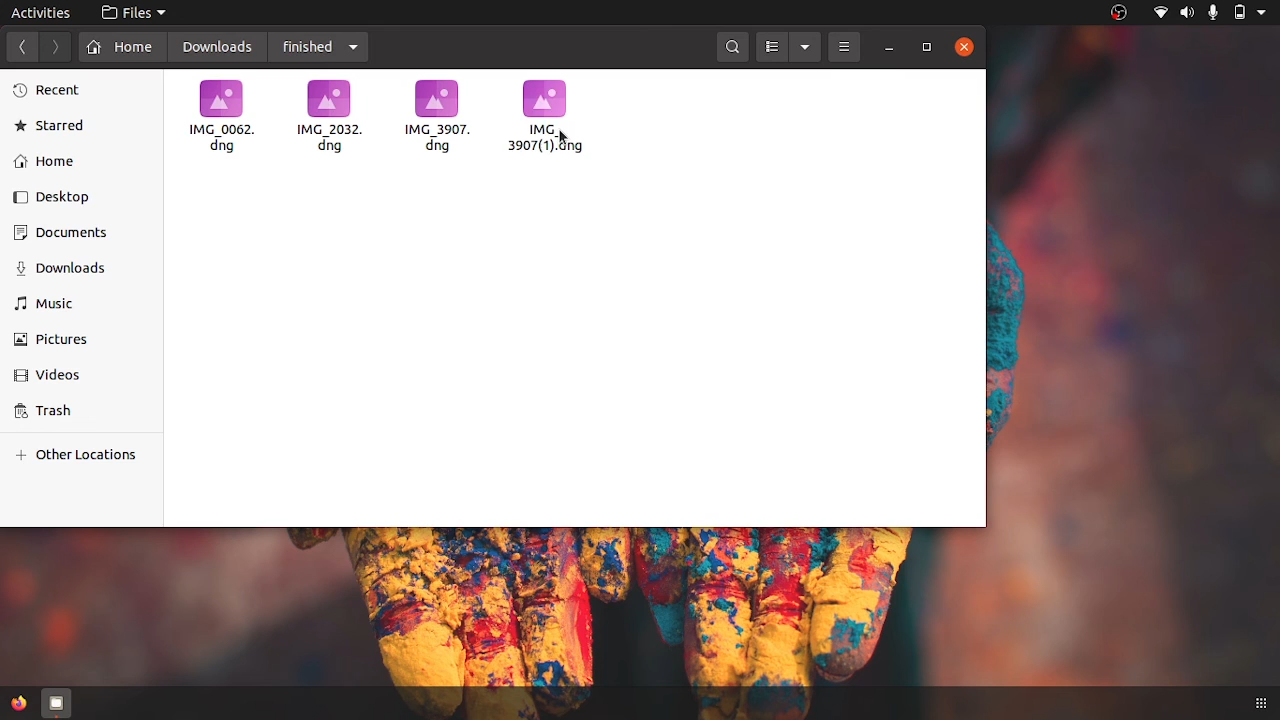 Activities Files
Home Downloads Finished
Recent
Starred
Home
Desktop
Documents
Downloads
Music
Pictures
Videos
Trash
Other Locations
IMG_0062.
dng
IMG_2032.
dng
IMG_3907.
dng
IMG_
3907(1).dng